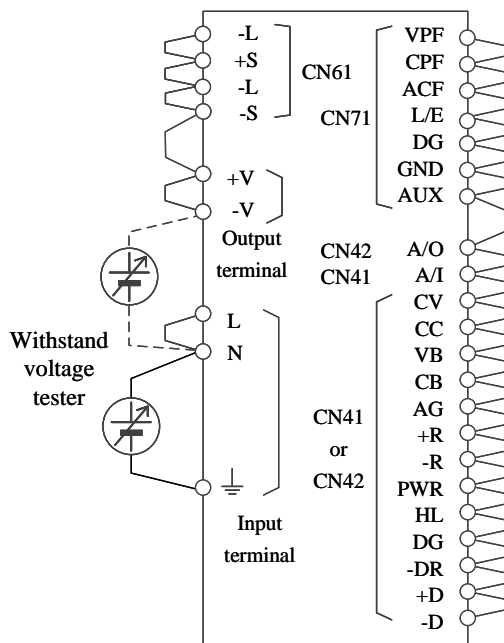 -L
+S
-L
-S
CN61
+V
-V
Output
terminal
L
N
Withstand
voltage
tester
Input
terminal
VPF
CPF
ACF
L/E
DG
GND
AUX
CN71
CN42
A/O
CN41
A/I
CV
CC
VB
CB
AG
+R
-R
PWR
HL
DG
-DR
+D
-D
CN41
or
CN42